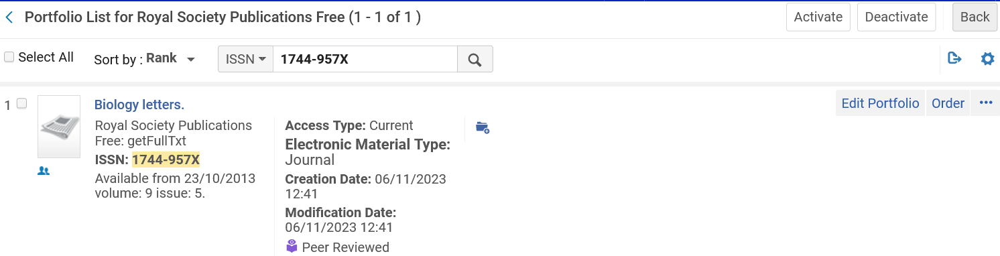 Portfolio List for Royal Society Publications Free (1 - 1 of 1 )
Activate
Deactivate
Back
Select All
Sort by : Rank
ISSN
1744-957X
1
Biology letters.
Royal Society Publications
Free: getFullTxt
ISSN: 1744-957X
Available from 23/10/2013
volume: 9 issue: 5.
Access Type: Current
Electronic Material Type:
Journal
Creation Date: 06/11/2023
12:41
Modification Date:
06/11/2023 12:41
Peer Reviewed
Edit Portfolio
Order